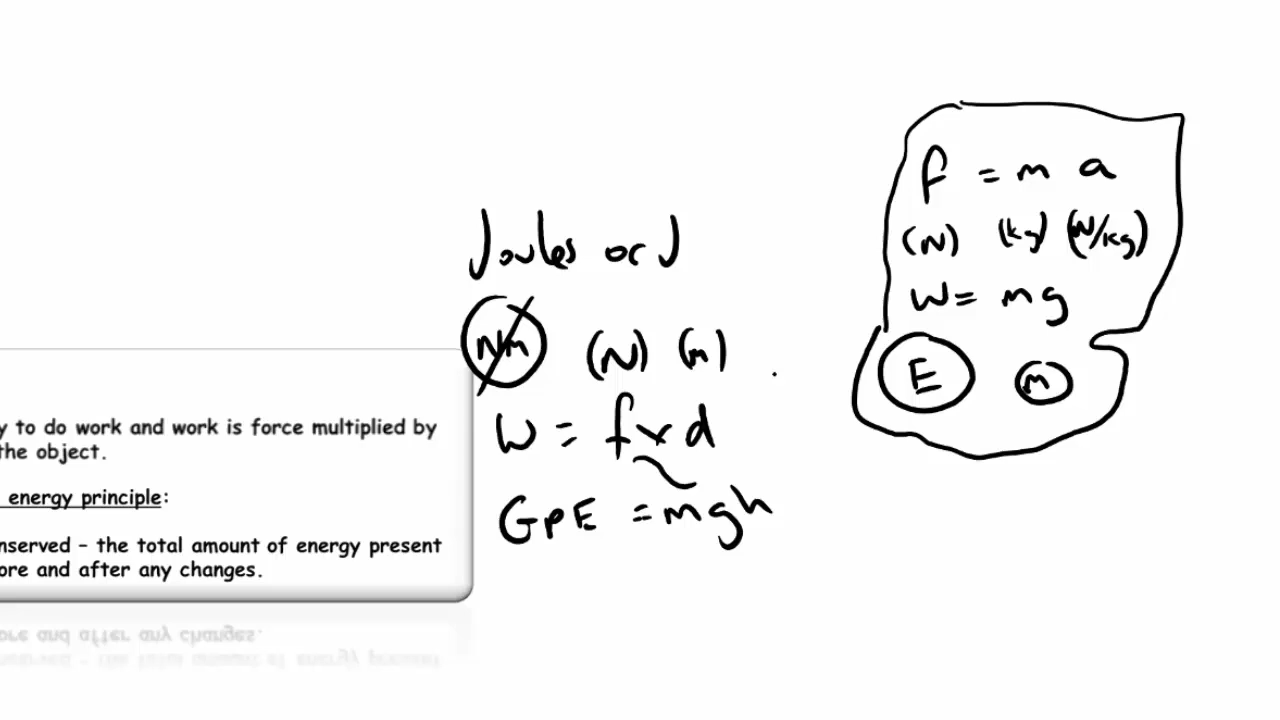 y to do work and work is force multiplied by
the object.
energy principle:
nserved - the total amount of energy present
ore and after any changes.
Joules or J
Nm (N) (m)
W = f x d
GPE = mgh
F = m a
(N) (kg) (N/kg)
W = mg
E m